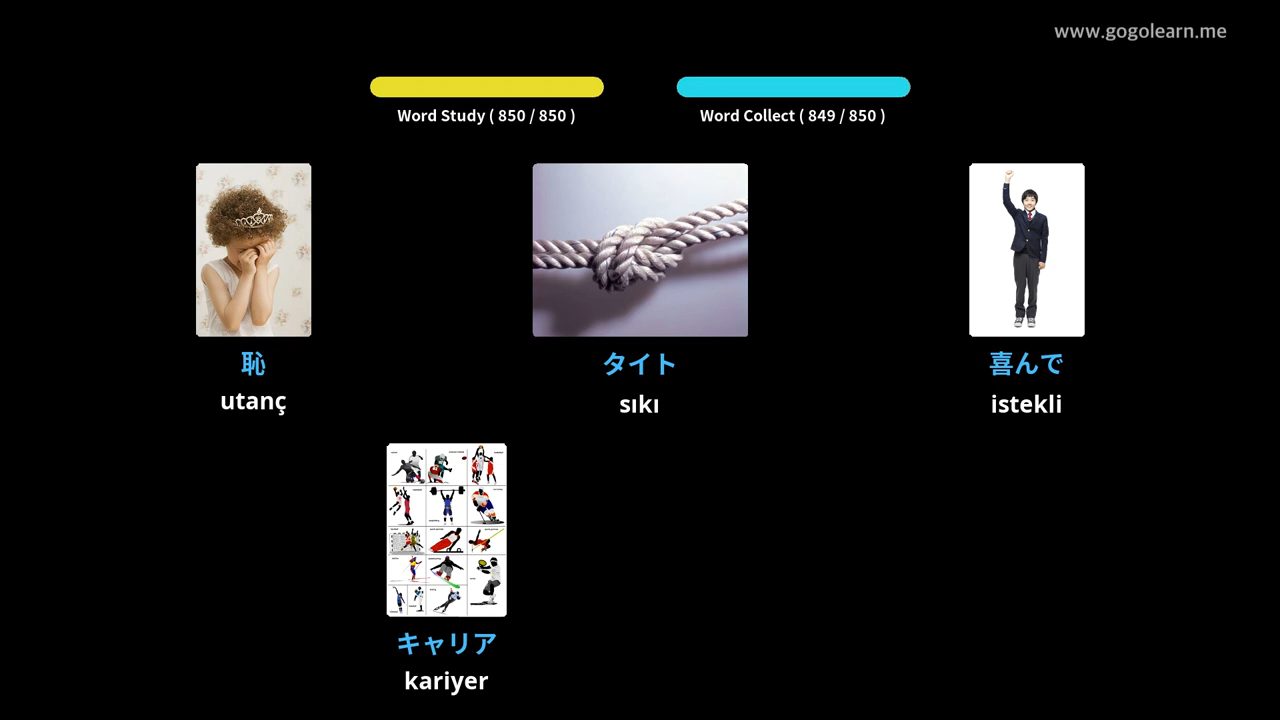 www.gogolearn.me
Word Study ( 850 / 850 )
Word Collect ( 849 / 850 )
恥
utanç
タイト
sıkı
喜んで
istekli
キャリア
kariyer